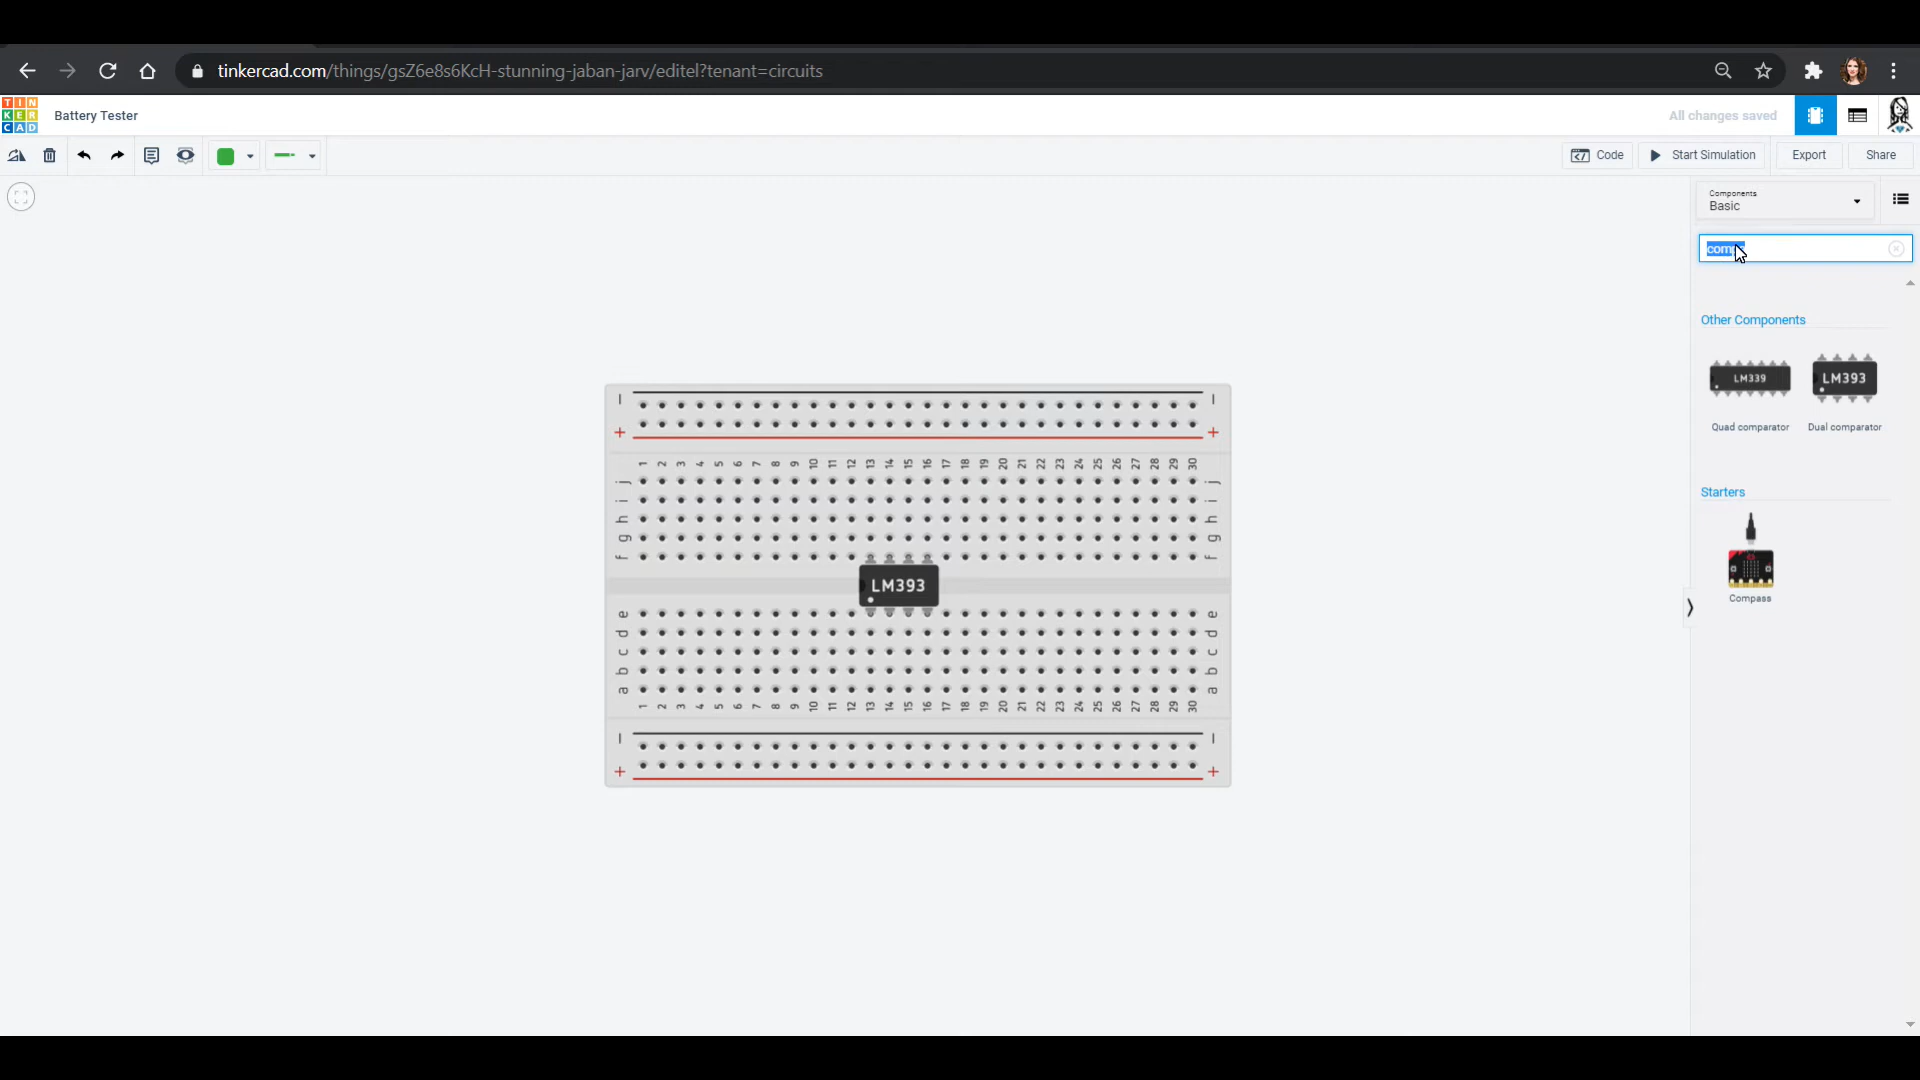 tinkercad.com/things/gsZ6e8s6KcH-stunning-jaban-jarv/editel?tenant=circuits
TIN
KER
CAD
Battery Tester
All changes saved
Code
Start Simulation
Export
Share
Components
Basic
Other Components
LM339
LM393
Quad comparator
Dual comparator
Starters
Compass
− −
+ +
1 2 3 4 5 6 7 8 9 10 11 12 13 14 15 16 17 18 19 20 21 22 23 24 25 26 27 28 29 30
j j
i i
h h
g g
f f
LM393
e e
d d
c c
b b
a a
1 2 3 4 5 6 7 8 9 10 11 12 13 14 15 16 17 18 19 20 21 22 23 24 25 26 27 28 29 30
− −
+ +